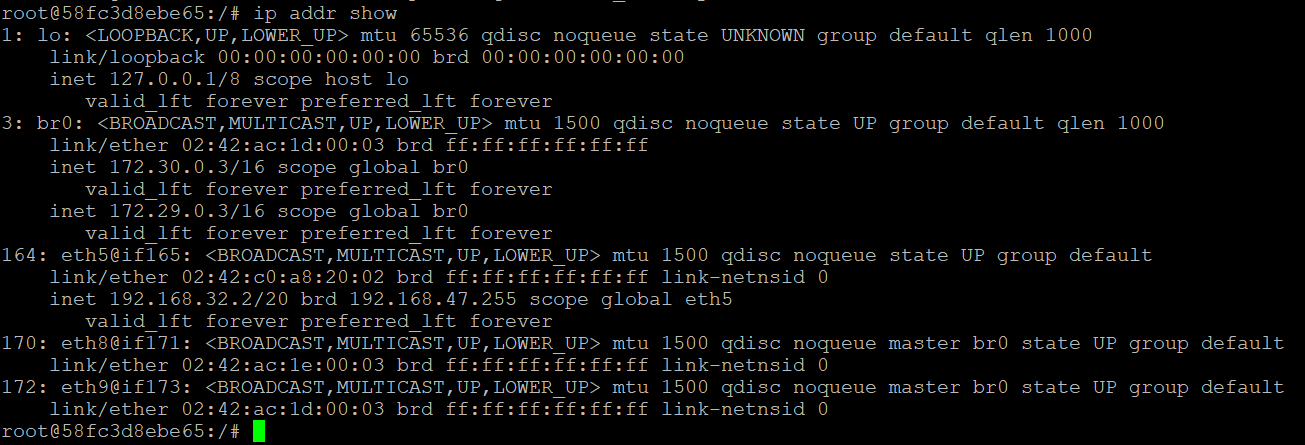 root@58fc3d8ebe65:/# ip addr show
1: lo: <LOOPBACK,UP,LOWER_UP> mtu 65536 qdisc noqueue state UNKNOWN group default qlen 1000
    link/loopback 00:00:00:00:00:00 brd 00:00:00:00:00:00
    inet 127.0.0.1/8 scope host lo
       valid_lft forever preferred_lft forever
3: br0: <BROADCAST,MULTICAST,UP,LOWER_UP> mtu 1500 qdisc noqueue state UP group default qlen 1000
    link/ether 02:42:ac:1d:00:03 brd ff:ff:ff:ff:ff:ff
    inet 172.30.0.3/16 scope global br0
       valid_lft forever preferred_lft forever
    inet 172.29.0.3/16 scope global br0
       valid_lft forever preferred_lft forever
164: eth5@if165: <BROADCAST,MULTICAST,UP,LOWER_UP> mtu 1500 qdisc noqueue state UP group default
    link/ether 02:42:c0:a8:20:02 brd ff:ff:ff:ff:ff:ff link-netnsid 0
    inet 192.168.32.2/20 brd 192.168.47.255 scope global eth5
       valid_lft forever preferred_lft forever
170: eth8@if171: <BROADCAST,MULTICAST,UP,LOWER_UP> mtu 1500 qdisc noqueue master br0 state UP group default
    link/ether 02:42:ac:1e:00:03 brd ff:ff:ff:ff:ff:ff link-netnsid 0
172: eth9@if173: <BROADCAST,MULTICAST,UP,LOWER_UP> mtu 1500 qdisc noqueue master br0 state UP group default
    link/ether 02:42:ac:1d:00:03 brd ff:ff:ff:ff:ff:ff link-netnsid 0
root@58fc3d8ebe65:/#